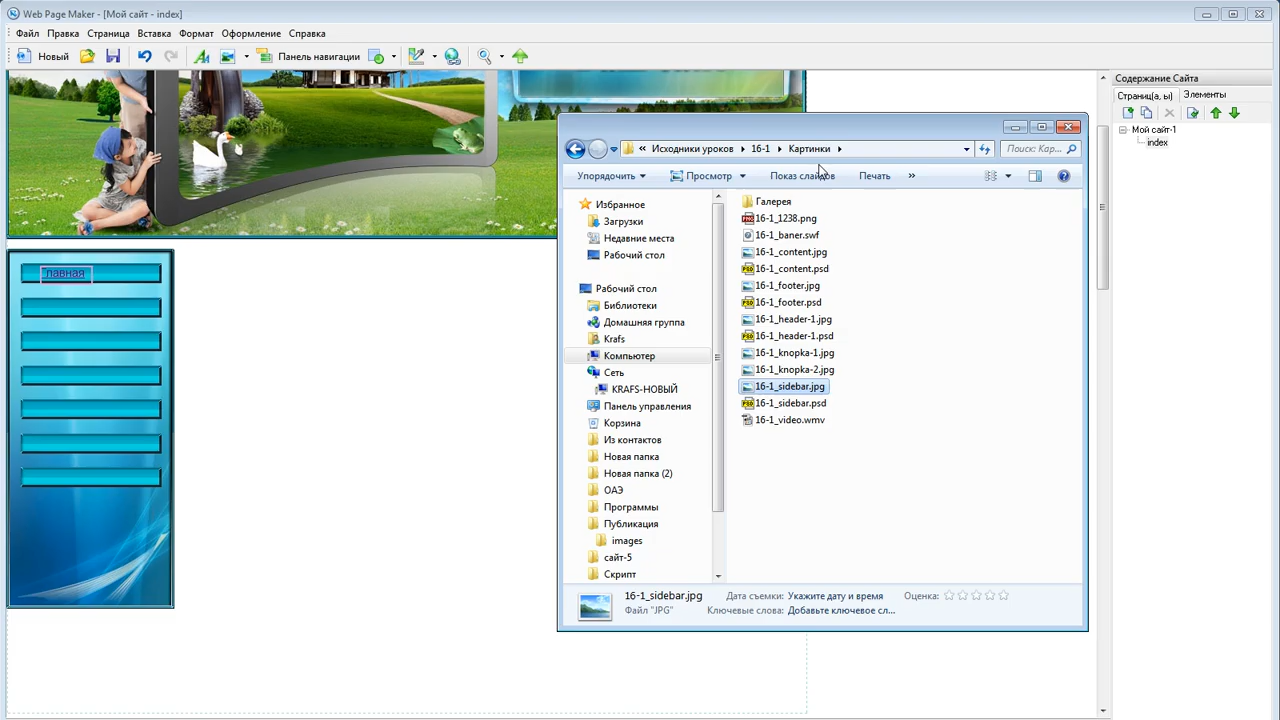 Web Page Maker - [Мой сайт - index]
Файл Правка Страница Вставка Формат Оформление Справка
Новый Панель навигации
Содержание Сайта
Страниц(а, ы) Элементы
Мой сайт-1
index
Главная
« Исходники уроков 16-1 Картинки Поиск: Кар...
Упорядочить Просмотр Показ слайдов Печать »
Избранное
Загрузки
Недавние места
Рабочий стол
Рабочий стол
Библиотеки
Домашняя группа
Krafs
Компьютер
Сеть
KRAFS-НОВЫЙ
Панель управления
Корзина
Из контактов
Новая папка
Новая папка (2)
ОАЭ
Программы
Публикация
images
сайт-5
Скрипт
Галерея
16-1_1238.png
16-1_baner.swf
16-1_content.jpg
16-1_content.psd
16-1_footer.jpg
16-1_footer.psd
16-1_header-1.jpg
16-1_header-1.psd
16-1_knopka-1.jpg
16-1_knopka-2.jpg
16-1_sidebar.jpg
16-1_sidebar.psd
16-1_video.wmv
16-1_sidebar.jpg Дата съемки: Укажите дату и время Оценка:
Файл "JPG" Ключевые слова: Добавьте ключевое сл...